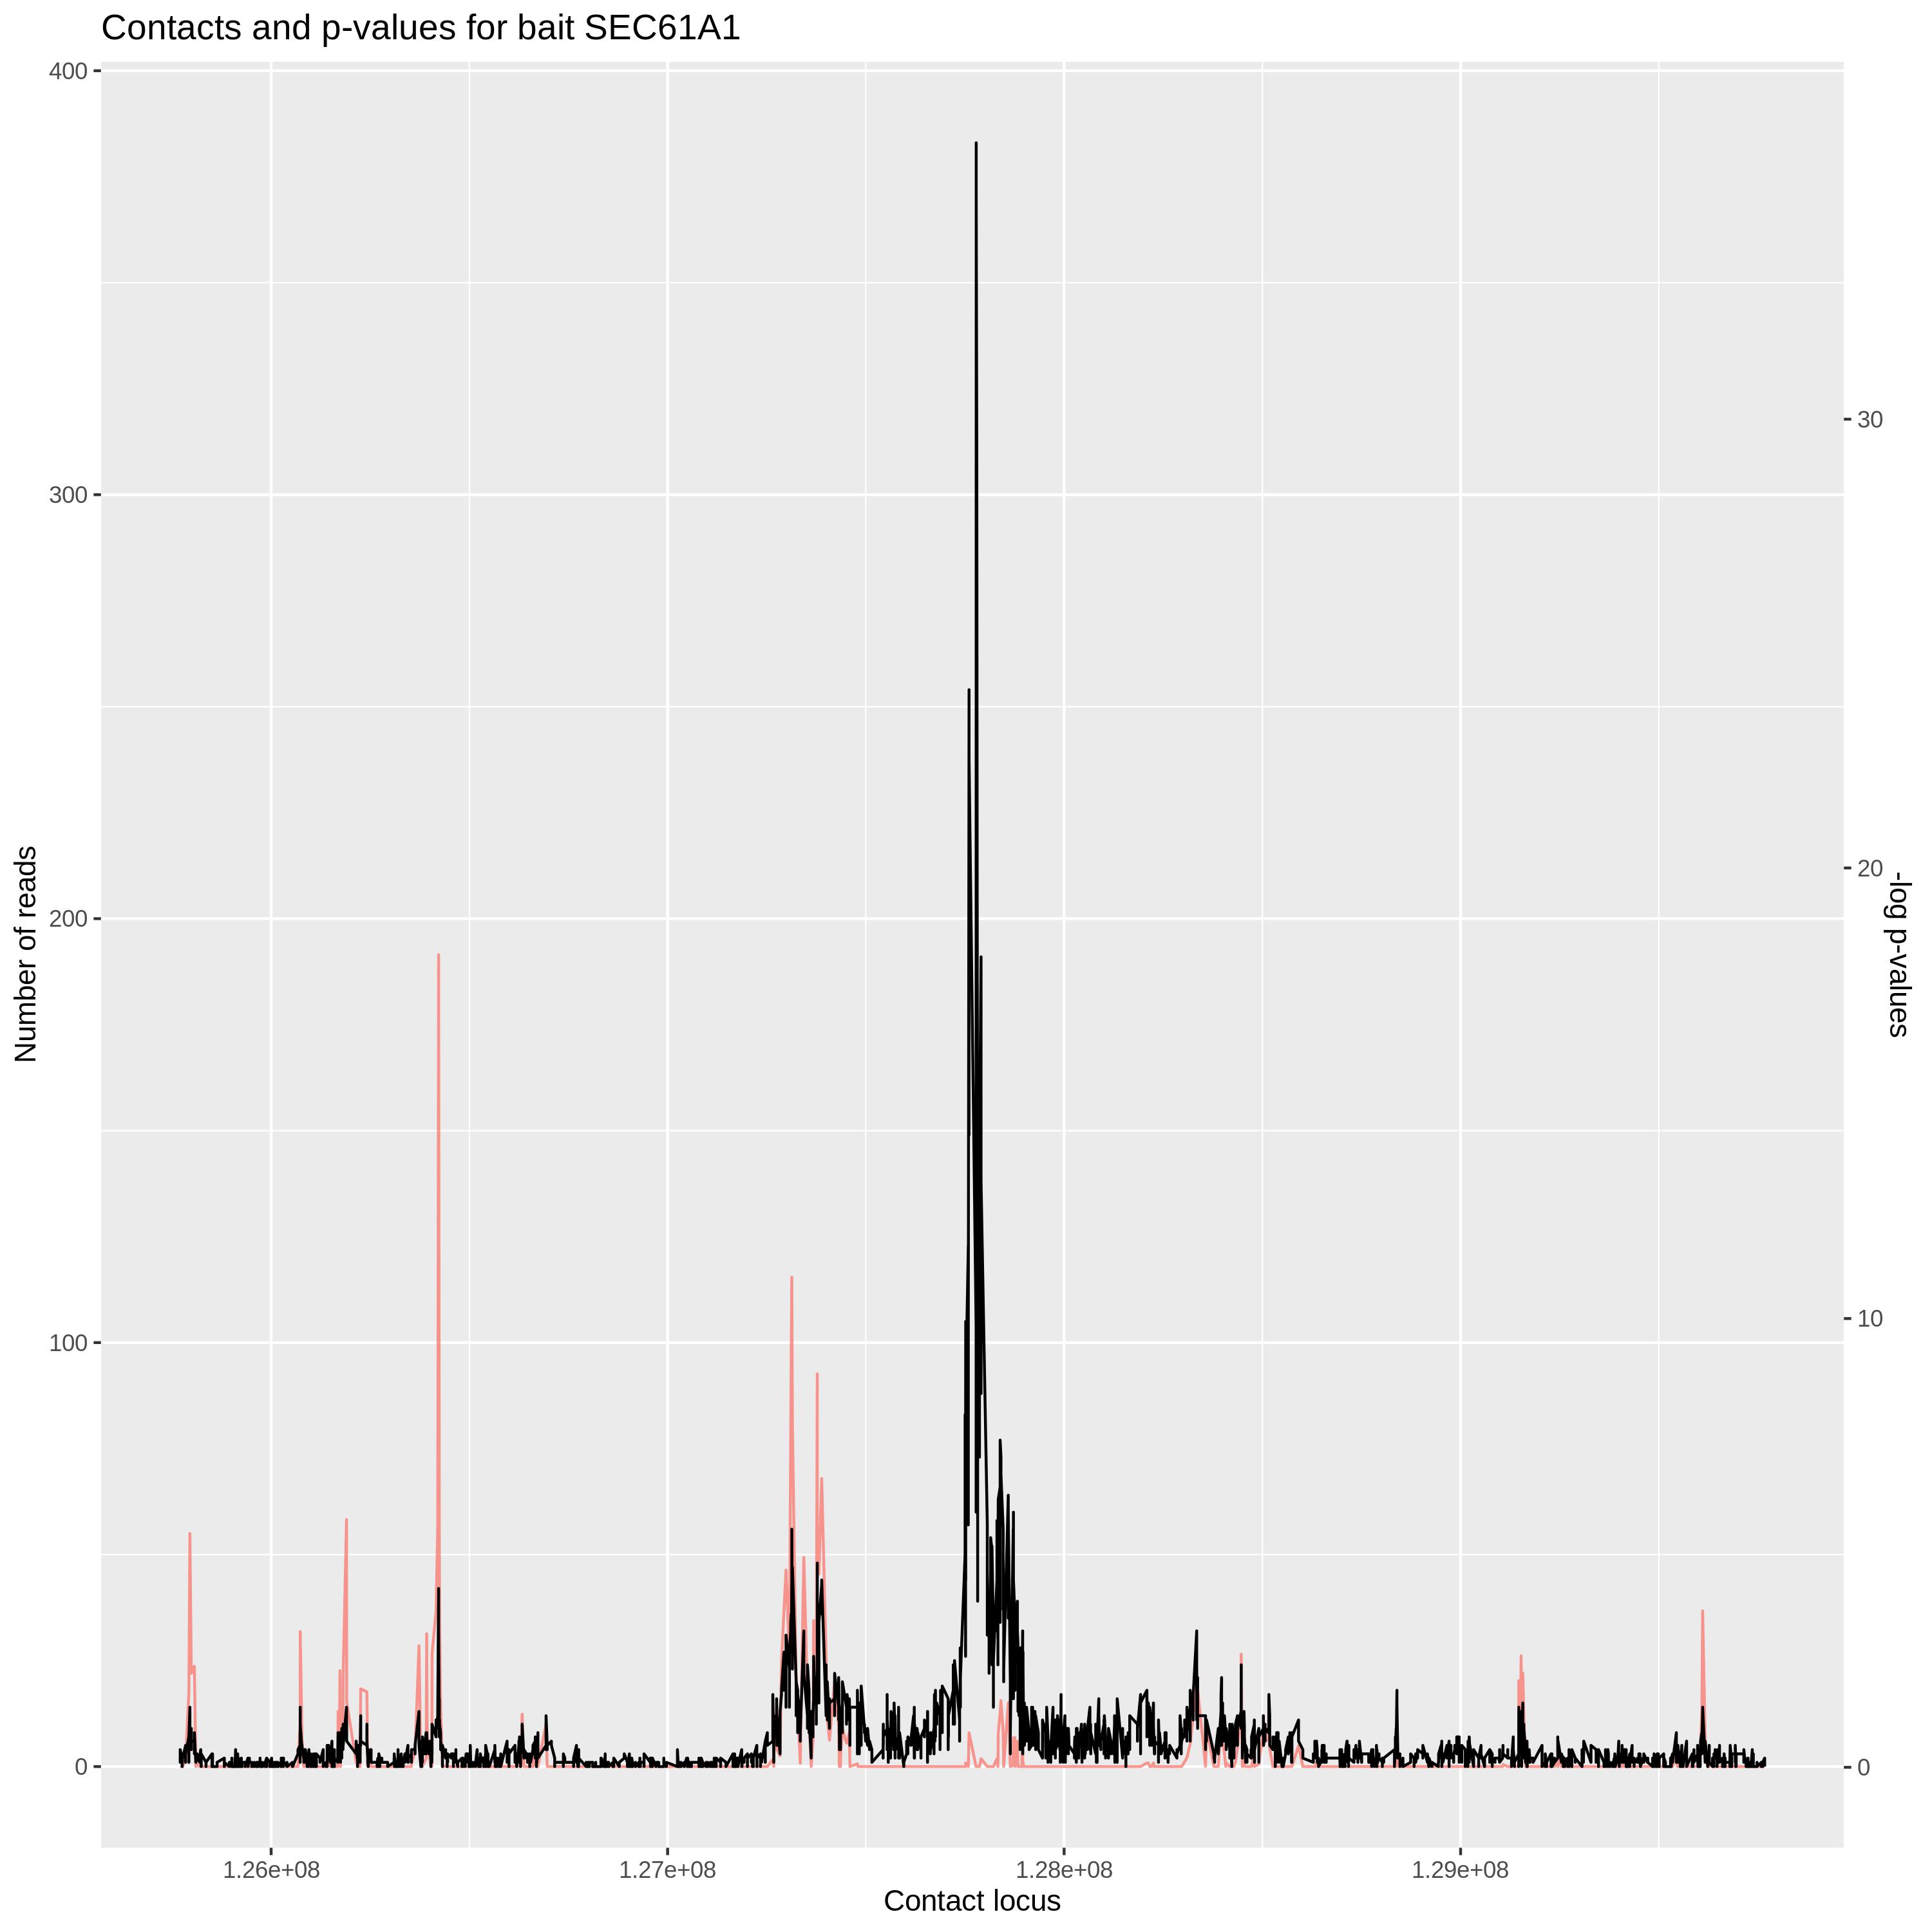 Contacts and p-values for bait SEC61A1
400
300
200
100
0
Number of reads
30
20
10
0
-log p-values
1.26e+08
1.27e+08
1.28e+08
1.29e+08
Contact locus